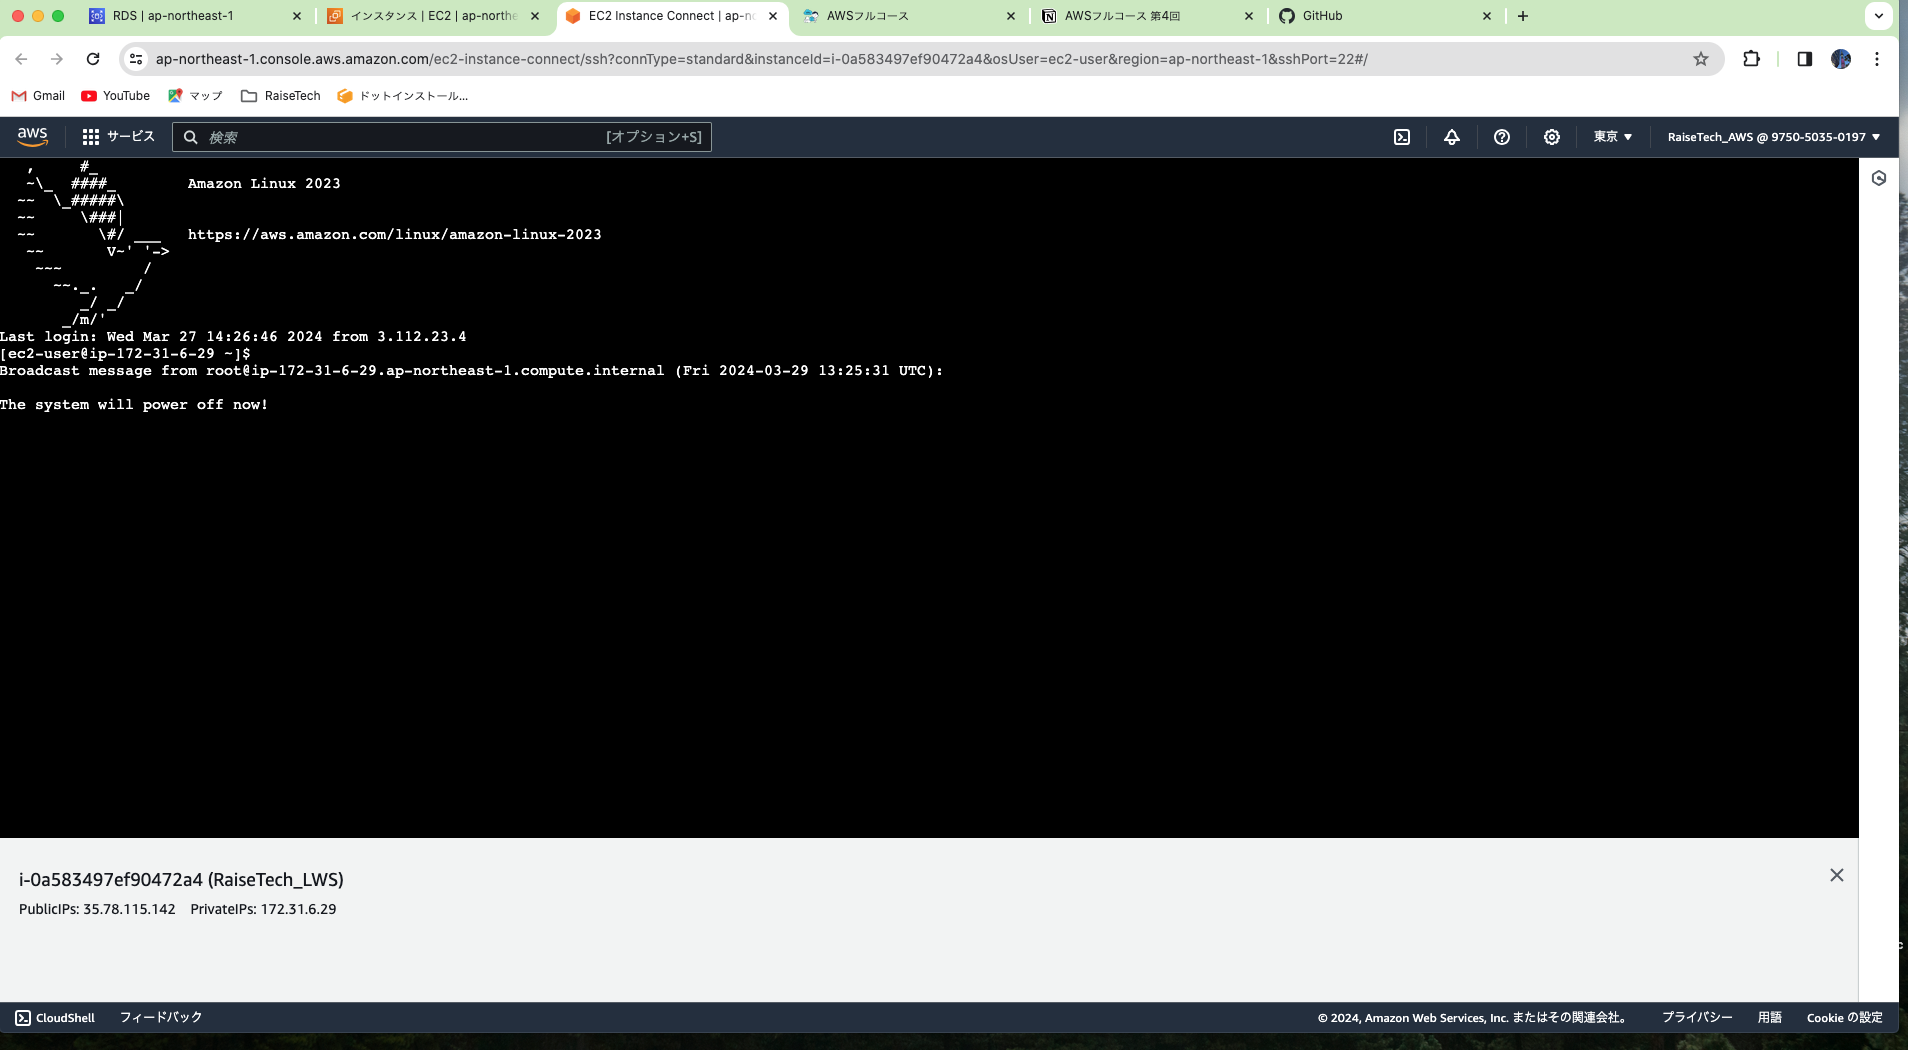 RDS | ap-northeast-1
インスタンス | EC2 | ap-northe
EC2 Instance Connect | ap-no
AWSフルコース
AWSフルコース 第4回
GitHub
ap-northeast-1.console.aws.amazon.com/ec2-instance-connect/ssh?connType=standard&instanceId=i-0a583497ef90472a4&osUser=ec2-user&region=ap-northeast-1&sshPort=22#/
Gmail YouTube マップ RaiseTech ドットインストール...
aws サービス 検索 [オプション+S] 東京 RaiseTech_AWS @ 9750-5035-0197
   ,     #_
   ~\_  ####_        Amazon Linux 2023
  ~~  \_#####\
  ~~     \###|
  ~~       \#/ ___   https://aws.amazon.com/linux/amazon-linux-2023
   ~~       V~' '->
    ~~~         /
      ~~._.   _/
         _/ _/
       _/m/'
Last login: Wed Mar 27 14:26:46 2024 from 3.112.23.4
[ec2-user@ip-172-31-6-29 ~]$
Broadcast message from root@ip-172-31-6-29.ap-northeast-1.compute.internal (Fri 2024-03-29 13:25:31 UTC):
The system will power off now!
i-0a583497ef90472a4 (RaiseTech_LWS)
PublicIPs: 35.78.115.142 PrivateIPs: 172.31.6.29
CloudShell フィードバック © 2024, Amazon Web Services, Inc. またはその関連会社。 プライバシー 用語 Cookie の設定